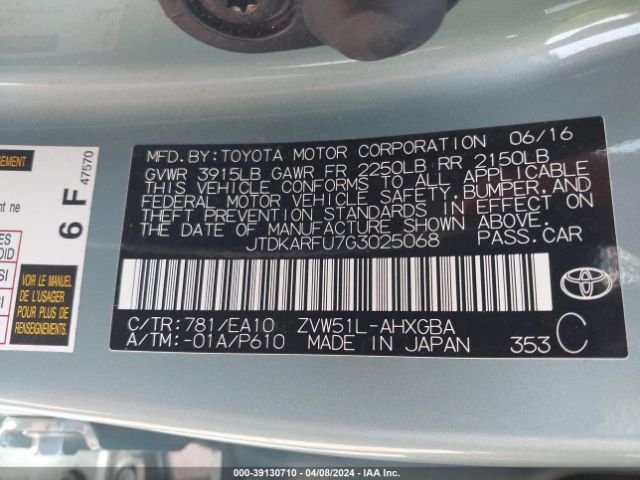 MFD. BY: TOYOTA MOTOR CORPORATION 06/16
GVWR 3915LB GAWR FR 2250LB RR 2150LB
THIS VEHICLE CONFORMS TO ALL APPLICABLE
FEDERAL MOTOR VEHICLE SAFETY, BUMPER, AND
THEFT PREVENTION STANDARDS IN EFFECT ON
THE DATE OF MANUFACTURE SHOWN ABOVE.
JTDKARFU7G3025068 PASS. CAR
C/TR: 781/EA10 ZVW51L-AHXGBA
A/TM: -01A/P610 MADE IN JAPAN 353 C
TOYOTA
6 F 47570
VOIR LE MANUEL
DE L'USAGER
POUR PLUS DE
RENSEIGNEMENTS.
000-39130710 - 04/08/2024 - IAA Inc.